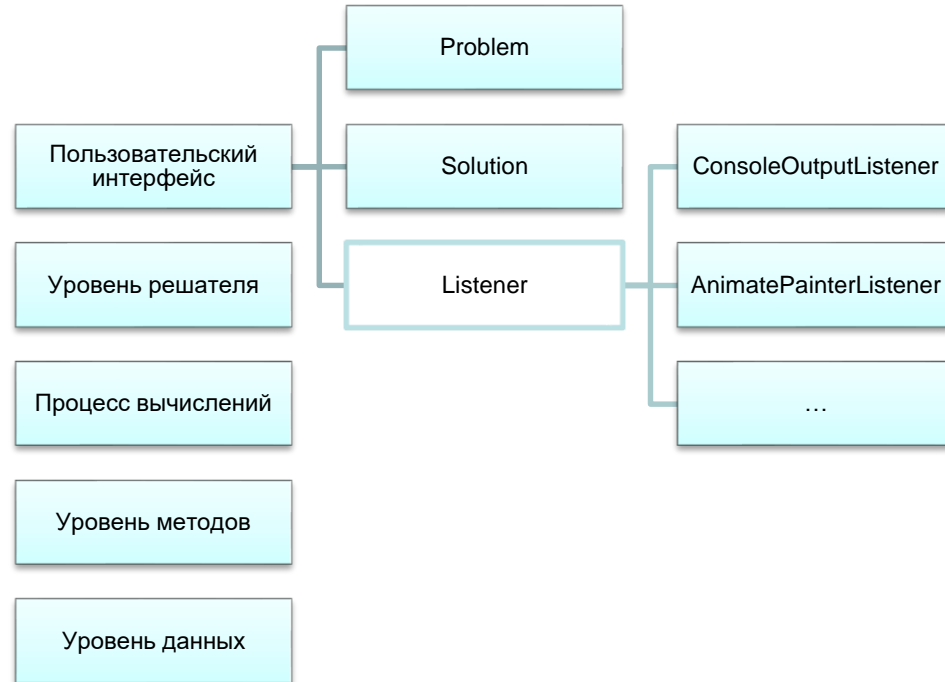 Problem
Пользовательский
интерфейс
Solution
ConsoleOutputListener
Уровень решателя
Listener
AnimatePainterListener
Процесс вычислений
…
Уровень методов
Уровень данных